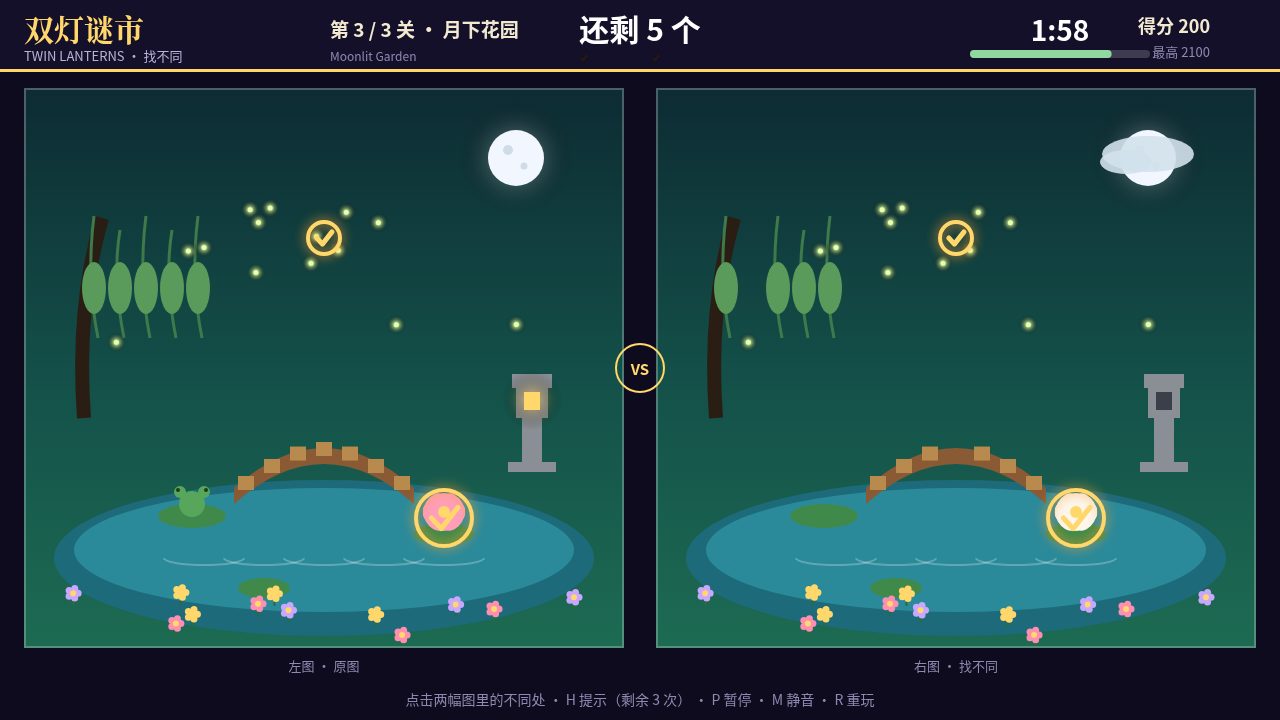 双灯谜市
TWIN LANTERNS · 找不同
第 3 / 3 关 · 月下花园
Moonlit Garden
还剩 5 个
1:58
得分 200
最高 2100
VS
左图 · 原图
右图 · 找不同
点击两幅图里的不同处 · H 提示（剩余 3 次） · P 暂停 · M 静音 · R 重玩